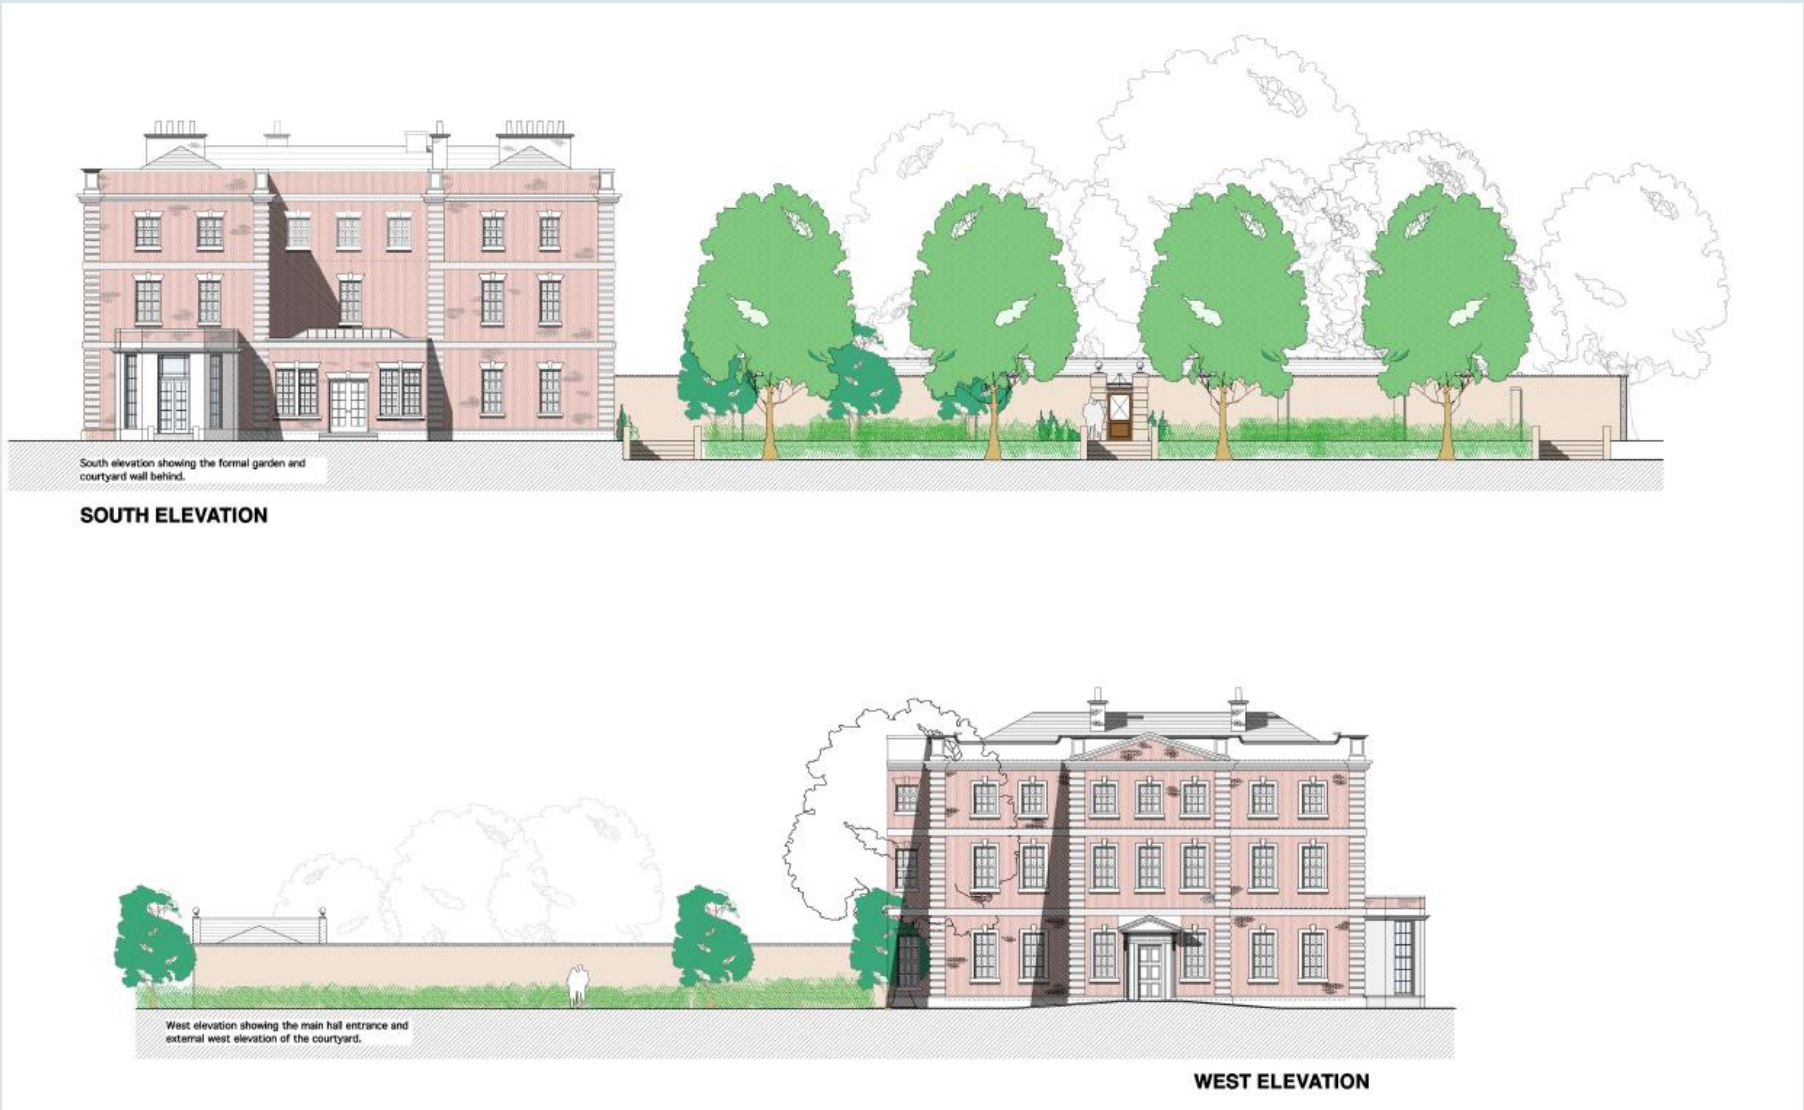 South elevation showing the formal garden and
courtyard wall behind.
SOUTH ELEVATION
West elevation showing the main hall entrance and
external west elevation of the courtyard.
WEST ELEVATION